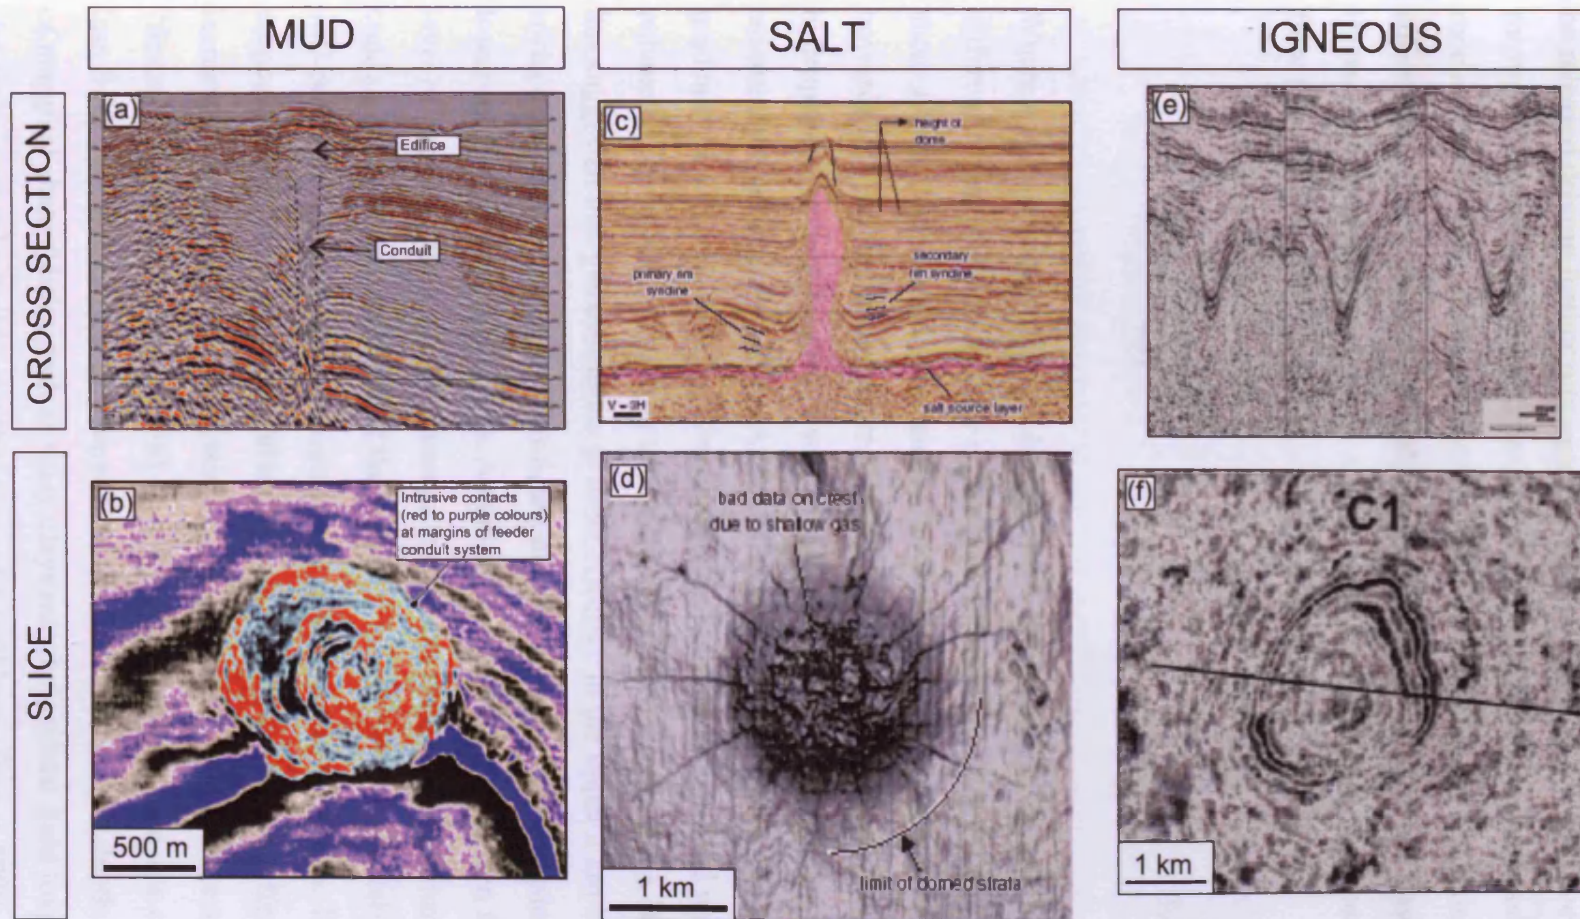 MUD
SALT
IGNEOUS
CROSS SECTION
(a)
Edifice
Conduit
(c)
height of
dome
primary rim
syncline
secondary
rim syncline
salt source layer
(e)
SLICE
(b)
Intrusive contacts
(red to purple colours)
at margins of feeder
conduit system
500 m
(d)
bad data on crest
due to shallow gas
limit of domed strata
1 km
(f)
C1
1 km